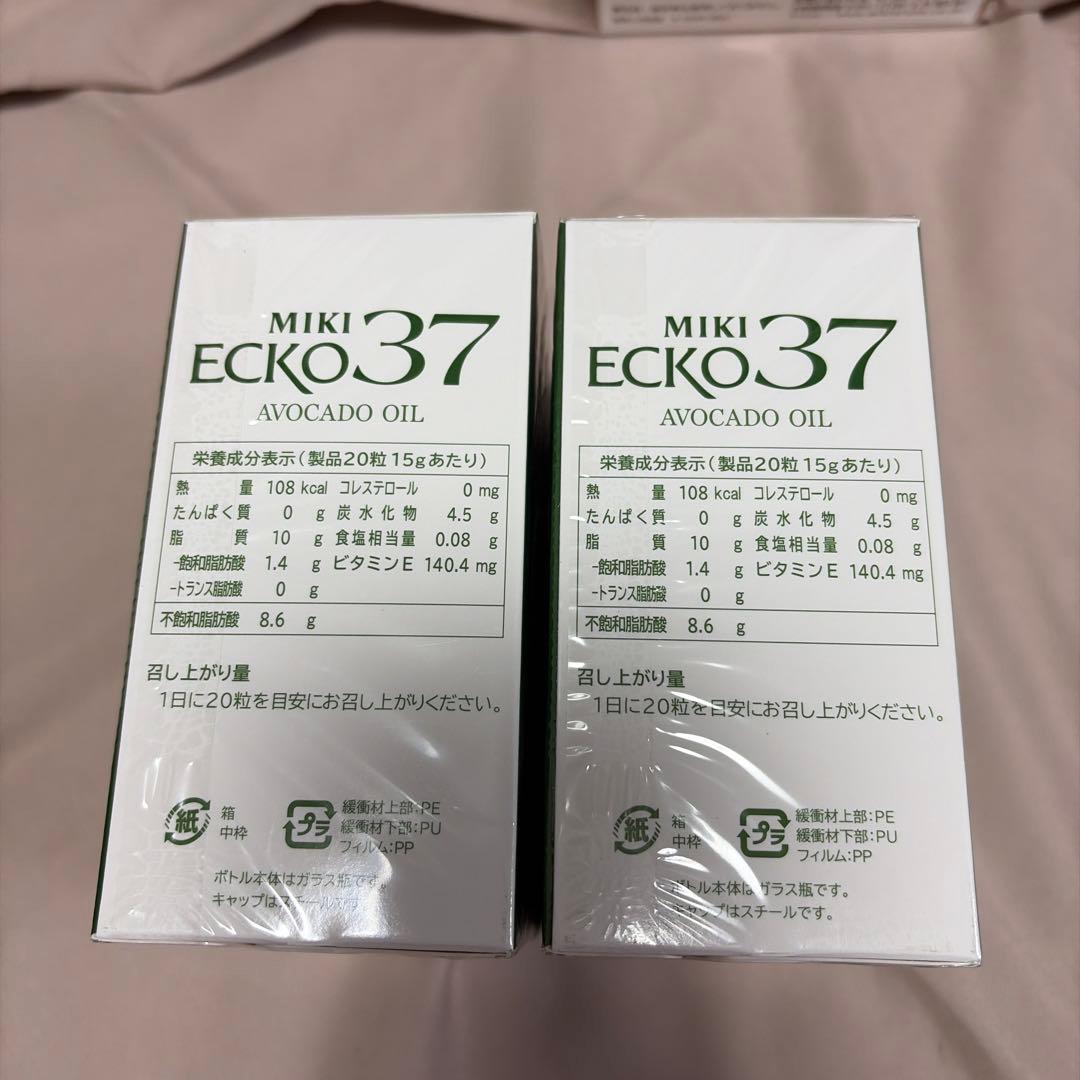 MIKI
ECKO37
AVOCADO OIL
栄養成分表示(製品20粒15gあたり)
熱量 108 kcal コレステロール 0 mg
たんぱく質 0 g 炭水化物 4.5 g
脂質 10 g 食塩相当量 0.08 g
-飽和脂肪酸 1.4 g ビタミンE 140.4 mg
-トランス脂肪酸 0 g
不飽和脂肪酸 8.6 g
召し上がり量
1日に20粒を目安にお召し上がりください。
紙 箱
中枠
プラ 緩衝材上部:PE
緩衝材下部:PU
フィルム:PP
ボトル本体はガラス瓶です。
キャップはスチールです。
MIKI
ECKO37
AVOCADO OIL
栄養成分表示(製品20粒15gあたり)
熱量 108 kcal コレステロール 0 mg
たんぱく質 0 g 炭水化物 4.5 g
脂質 10 g 食塩相当量 0.08 g
-飽和脂肪酸 1.4 g ビタミンE 140.4 mg
-トランス脂肪酸 0 g
不飽和脂肪酸 8.6 g
召し上がり量
1日に20粒を目安にお召し上がりください。
紙 箱
中枠
プラ 緩衝材上部:PE
緩衝材下部:PU
フィルム:PP
ボトル本体はガラス瓶です。
キャップはスチールです。